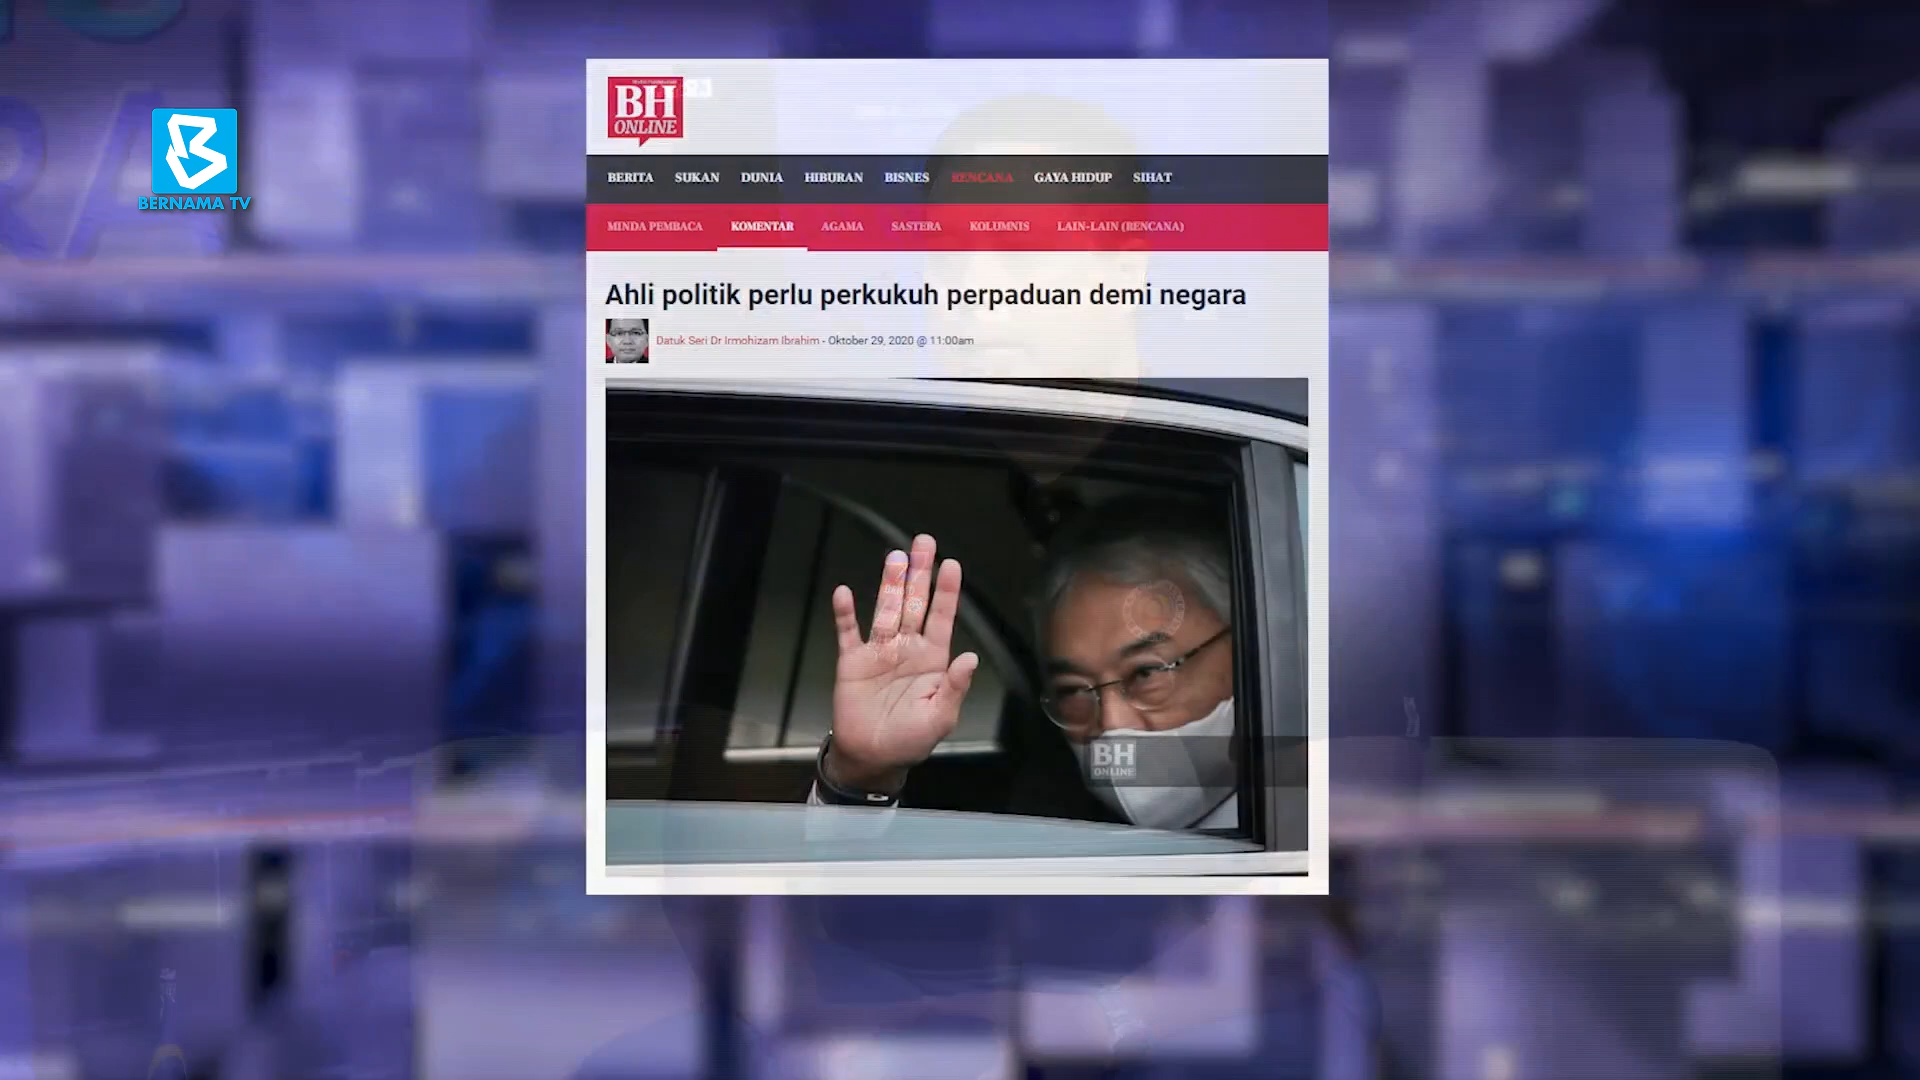 BERNAMA TV
BH
ONLINE
BERITA SUKAN DUNIA HIBURAN BISNES RENCANA GAYA HIDUP SIHAT
MINDA PEMBACA KOMENTAR AGAMA SASTERA KOLUMNIS LAIN-LAIN (RENCANA)
Ahli politik perlu perkukuh perpaduan demi negara
Datuk Seri Dr Irmohizam Ibrahim - Oktober 29, 2020 @ 11:00am
BH
ONLINE